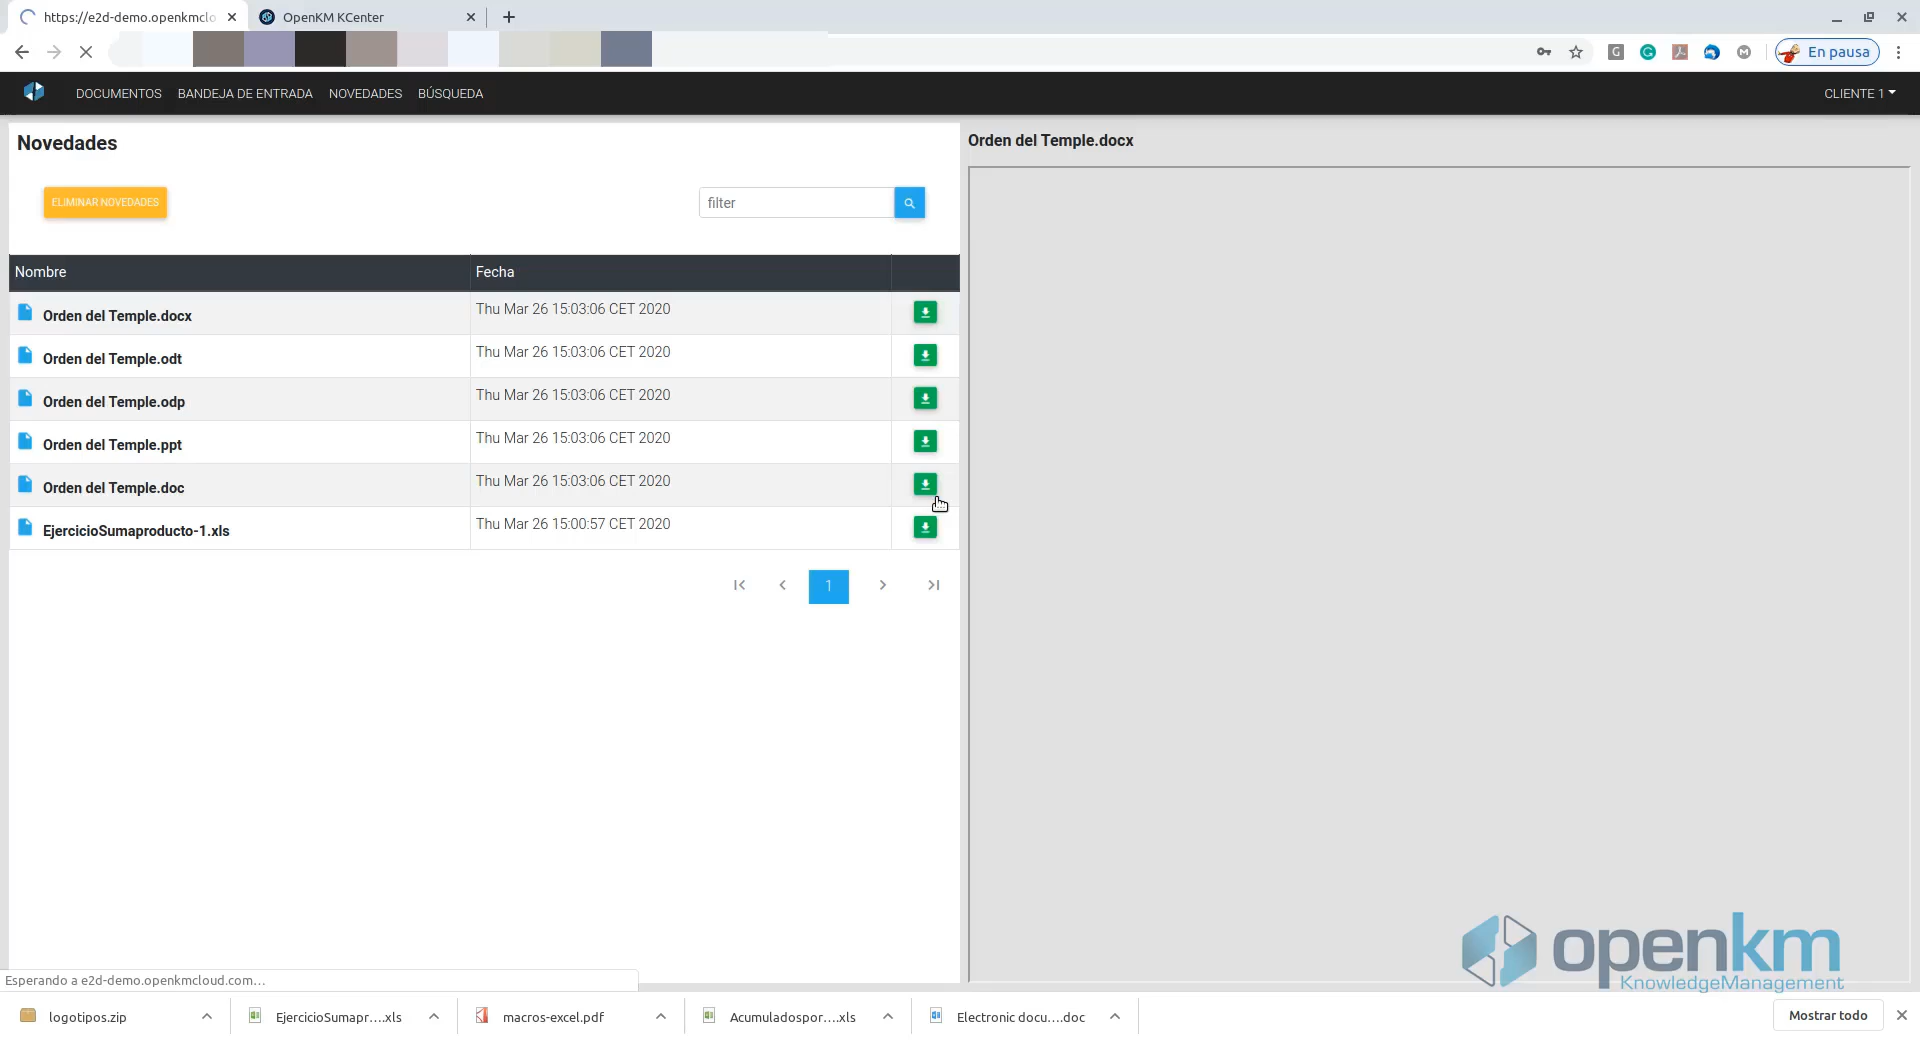 https://e2d-demo.openkmclo
OpenKM KCenter
En pausa
DOCUMENTOS BANDEJA DE ENTRADA NOVEDADES BÚSQUEDA
CLIENTE 1
Novedades
ELIMINAR NOVEDADES
filter
Nombre Fecha
Orden del Temple.docx Thu Mar 26 15:03:06 CET 2020
Orden del Temple.odt Thu Mar 26 15:03:06 CET 2020
Orden del Temple.odp Thu Mar 26 15:03:06 CET 2020
Orden del Temple.ppt Thu Mar 26 15:03:06 CET 2020
Orden del Temple.doc Thu Mar 26 15:03:06 CET 2020
EjercicioSumaproducto-1.xls Thu Mar 26 15:00:57 CET 2020
1
Orden del Temple.docx
openkm
KnowledgeManagement
Esperando a e2d-demo.openkmcloud.com...
logotipos.zip
EjercicioSumapr....xls
macros-excel.pdf
Acumuladospor....xls
Electronic docu....doc
Mostrar todo